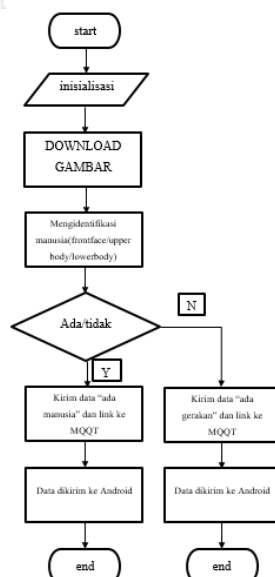 start
inisialisasi
DOWNLOAD
GAMBAR
Mengidentifikasi
manusia(frontface/upper
body/lowerbody)
Ada/tidak
N
Y
Kirim data “ada
manusia” dan link ke
MQQT
Kirim data “ada
gerakan” dan link ke
MQQT
Data dikirim ke Android
Data dikirim ke Android
end
end